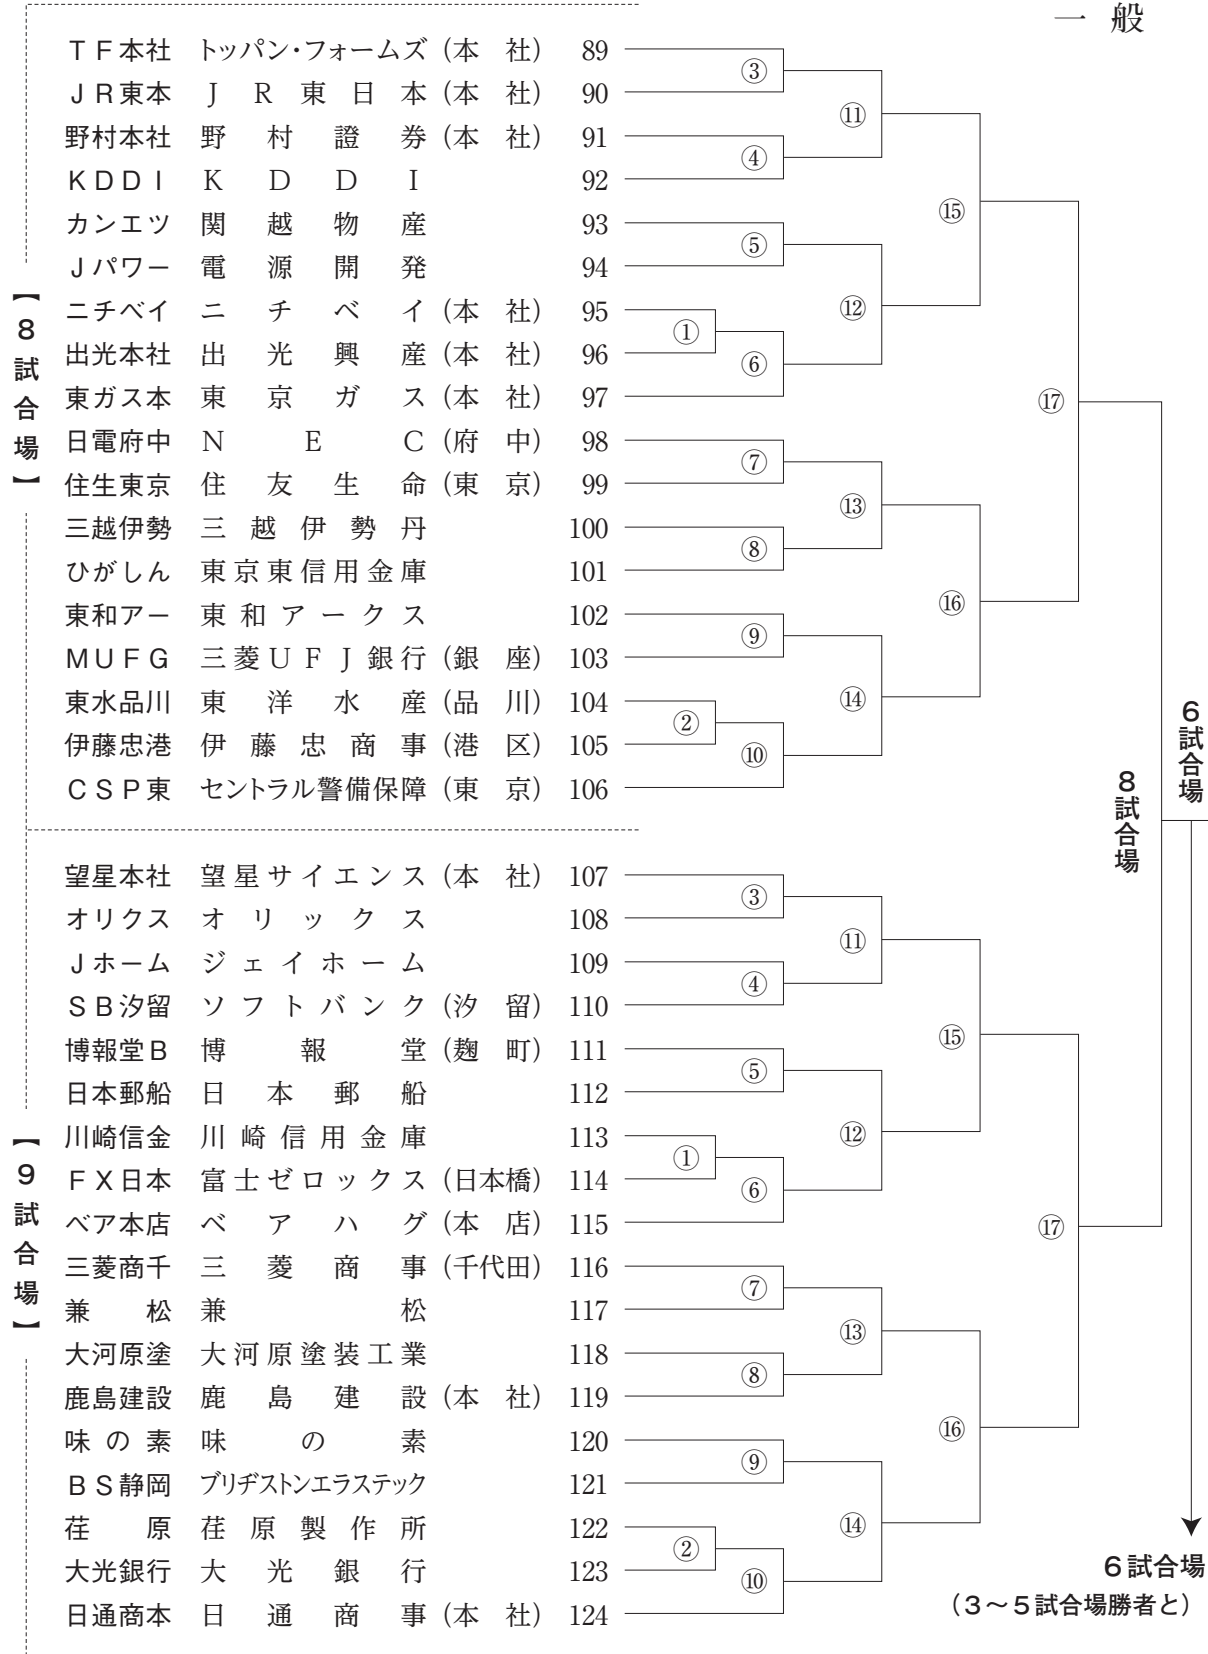 一般
【８試合場】
ＴＦ本社 トッパン・フォームズ（本社） 89
ＪＲ東本 ＪＲ東日本（本社） 90
野村本社 野村證券（本社） 91
ＫＤＤＩ ＫＤＤＩ 92
カンエツ 関越物産 93
Ｊパワー 電源開発 94
ニチベイ ニチベイ（本社） 95
出光本社 出光興産（本社） 96
東ガス本 東京ガス（本社） 97
日電府中 ＮＥＣ（府中） 98
住生東京 住友生命（東京） 99
三越伊勢 三越伊勢丹 100
ひがしん 東京東信用金庫 101
東和アー 東和アークス 102
ＭＵＦＧ 三菱ＵＦＪ銀行（銀座） 103
東水品川 東洋水産（品川） 104
伊藤忠港 伊藤忠商事（港区） 105
ＣＳＰ東 セントラル警備保障（東京） 106
③
④
⑤
①
⑥
⑦
⑧
⑨
②
⑩
⑪
⑫
⑬
⑭
⑮
⑯
⑰
【９試合場】
望星本社 望星サイエンス（本社） 107
オリクス オリックス 108
Ｊホーム ジェイホーム 109
ＳＢ汐留 ソフトバンク（汐留） 110
博報堂Ｂ 博報堂（麹町） 111
日本郵船 日本郵船 112
川崎信金 川崎信用金庫 113
ＦＸ日本 富士ゼロックス（日本橋） 114
ベア本店 ベアハグ（本店） 115
三菱商千 三菱商事（千代田） 116
兼松 兼松 117
大河原塗 大河原塗装工業 118
鹿島建設 鹿島建設（本社） 119
味の素 味の素 120
ＢＳ静岡 ブリヂストンエラステック 121
荏原 荏原製作所 122
大光銀行 大光銀行 123
日通商本 日通商事（本社） 124
③
④
⑤
①
⑥
⑦
⑧
⑨
②
⑩
⑪
⑫
⑬
⑭
⑮
⑯
⑰
８試合場
６試合場
６試合場
（３～５試合場勝者と）